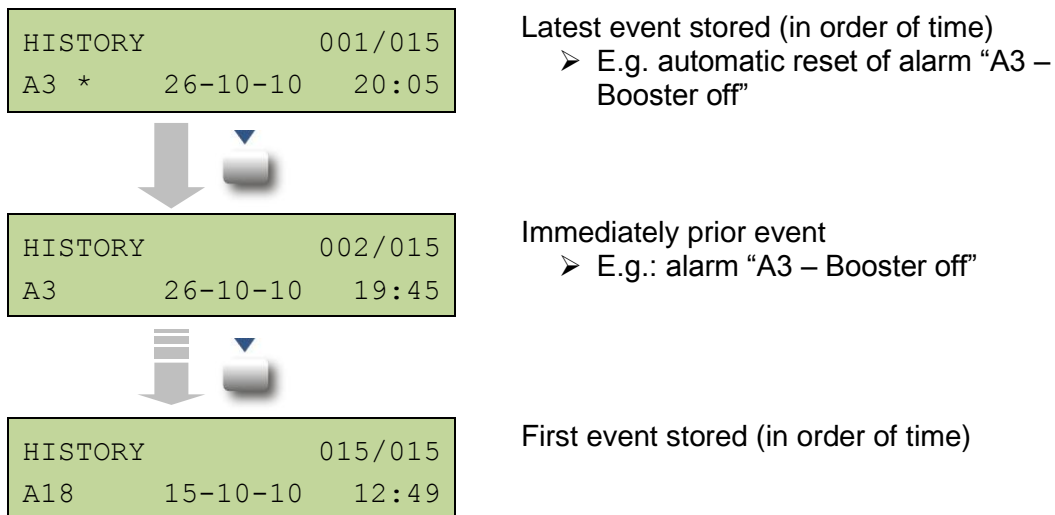 HISTORY 001/015
A3 * 26-10-10 20:05
Latest event stored (in order of time)
➢ E.g. automatic reset of alarm “A3 –
Booster off”
HISTORY 002/015
A3 26-10-10 19:45
Immediately prior event
➢ E.g.: alarm “A3 – Booster off”
HISTORY 015/015
A18 15-10-10 12:49
First event stored (in order of time)